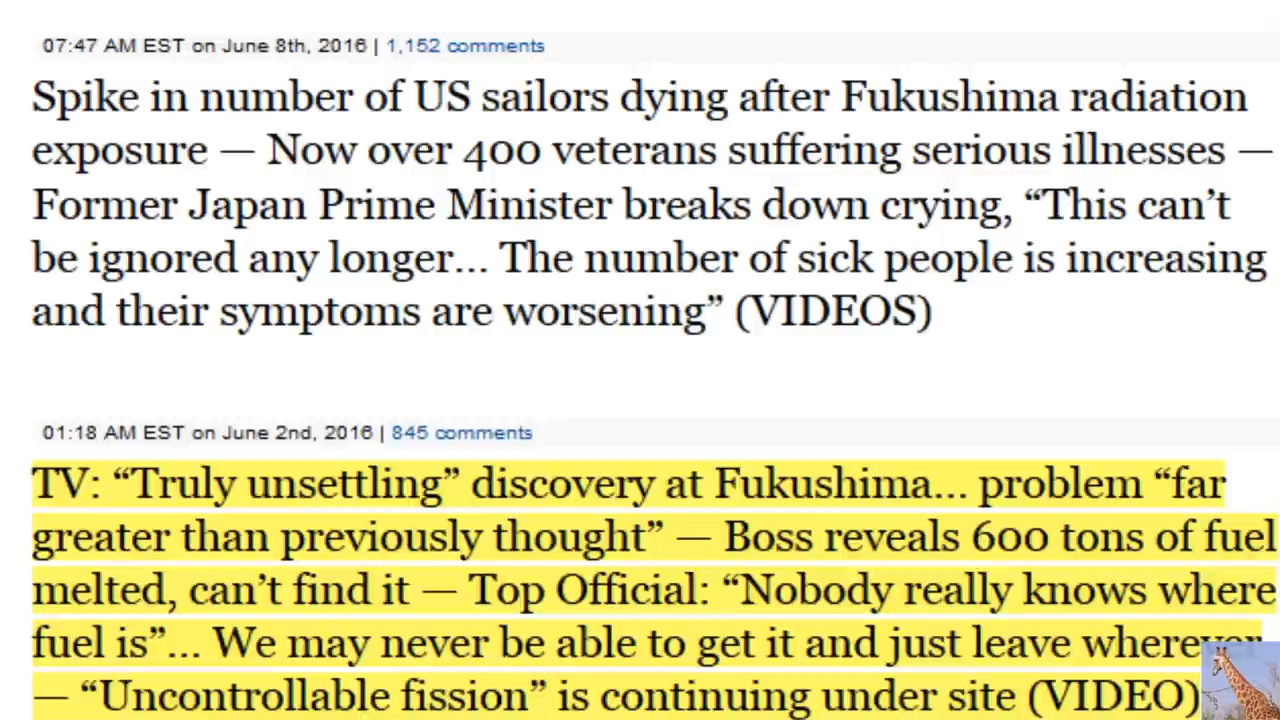 07:47 AM EST on June 8th, 2016 | 1,152 comments
Spike in number of US sailors dying after Fukushima radiation
exposure — Now over 400 veterans suffering serious illnesses —
Former Japan Prime Minister breaks down crying, “This can’t
be ignored any longer… The number of sick people is increasing
and their symptoms are worsening” (VIDEOS)
01:18 AM EST on June 2nd, 2016 | 845 comments
TV: “Truly unsettling” discovery at Fukushima… problem “far
greater than previously thought” — Boss reveals 600 tons of fuel
melted, can’t find it — Top Official: “Nobody really knows where
fuel is”… We may never be able to get it and just leave wherever
— “Uncontrollable fission” is continuing under site (VIDEO)